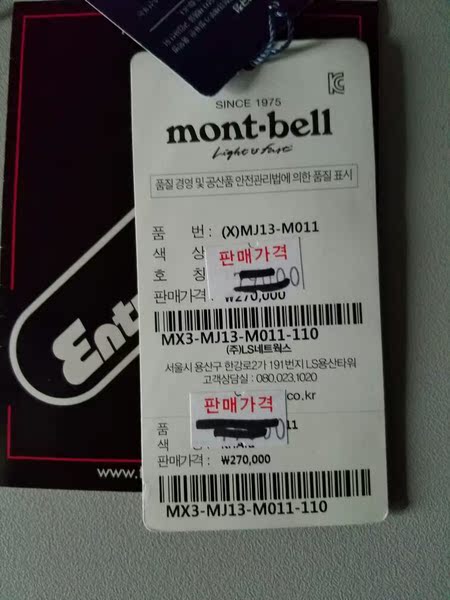 SINCE 1975
mont·bell
Light & Fast
품질 경영 및 공산품 안전관리법에 의한 품질 표시
품 번 : (X)MJ13-M011
색 상
판매가격
호 칭
판매가격 : ₩270,000
MX3-MJ13-M011-110
(주)LS네트웍스
서울시 용산구 한강로2가 191번지 LS용산타워
고객상담실 : 080.023.1020
co.kr
판매가격
품 11
색
판매가격 : ₩270,000
MX3-MJ13-M011-110
Entr
www.